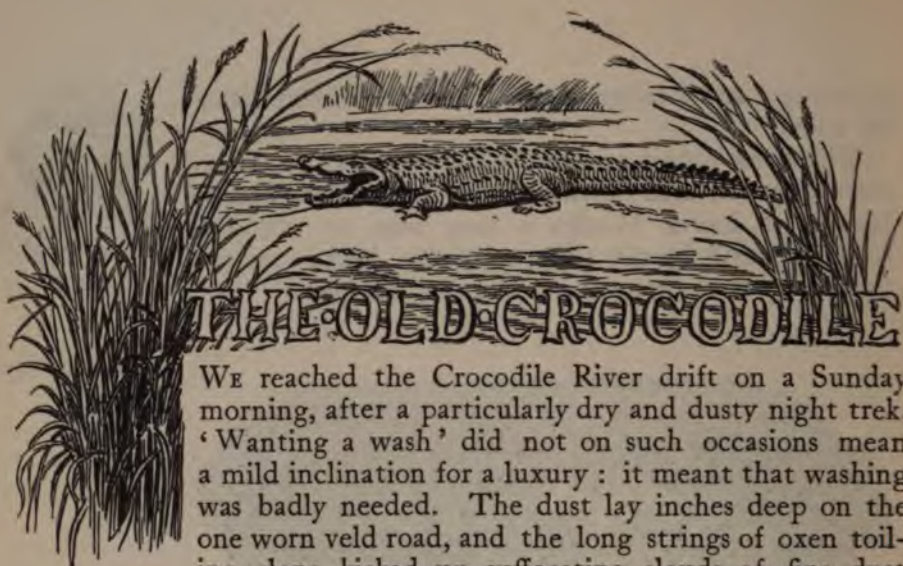 THE·OLD·CROCODILE
WE reached the Crocodile River drift on a Sunday
morning, after a particularly dry and dusty night trek.
‘Wanting a wash’ did not on such occasions mean
a mild inclination for a luxury : it meant that washing
was badly needed. The dust lay inches deep on the
one worn veld road, and the long strings of oxen toil-